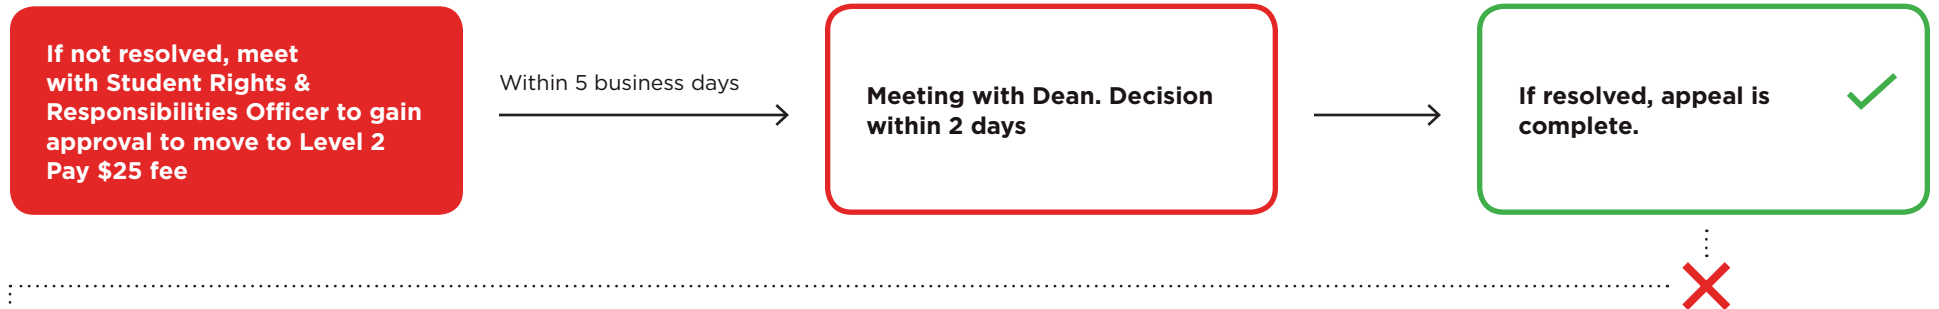 If not resolved, meet
with Student Rights &
Responsibilities Officer to gain
approval to move to Level 2
Pay $25 fee
Within 5 business days
Meeting with Dean. Decision
within 2 days
If resolved, appeal is
complete.